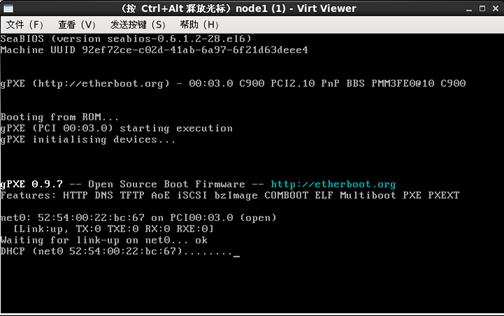 （按 Ctrl+Alt 释放光标）node1 (1) - Virt Viewer
文件（F） 查看（V） 发送按键（S） 帮助（H）
SeaBIOS (version seabios-0.6.1.2-28.el6)
Machine UUID 92ef72ce-c02d-41ab-6a97-6f21d63deee4
gPXE (http://etherboot.org) - 00:03.0 C900 PCI2.10 PnP BBS PMM3FE0@10 C900
Booting from ROM...
gPXE (PCI 00:03.0) starting execution
gPXE initialising devices...
gPXE 0.9.7 -- Open Source Boot Firmware -- http://etherboot.org
Features: HTTP DNS TFTP AoE iSCSI bzImage COMBOOT ELF Multiboot PXE PXEXT
net0: 52:54:00:22:bc:67 on PCI00:03.0 (open)
[Link:up, TX:0 TXE:0 RX:0 RXE:0]
Waiting for link-up on net0... ok
DHCP (net0 52:54:00:22:bc:67)........_